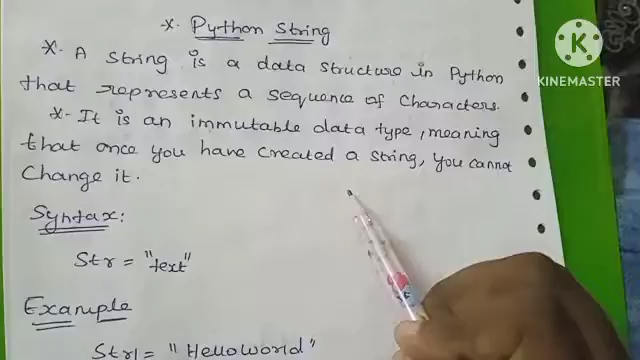 * Python String
*. A String is a data structure in Python
that represents a sequence of characters.
*. It is an immutable data type, meaning
that once you have created a string, you cannot
change it.
Syntax:
Str = "text"
Example
Str1 = "HelloWorld"
K
KINEMASTER